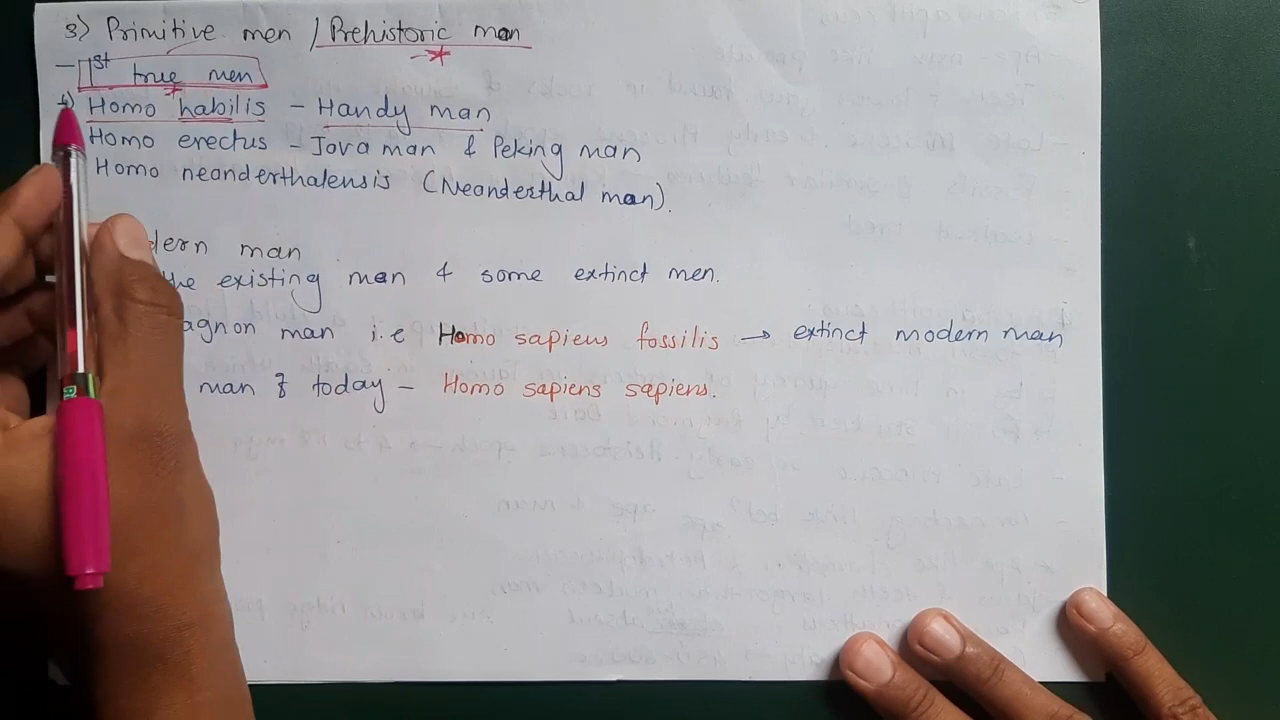 3) Primitive men / Prehistoric man
- 1st true men
1) Homo habilis - Handy man
Homo erectus - Java man & Peking man
Homo neanderthalensis (Neanderthal man).
dern man
the existing man & some extinct men.
agnon man i.e Homo sapiens fossilis → extinct modern man
man of today - Homo sapiens sapiens.